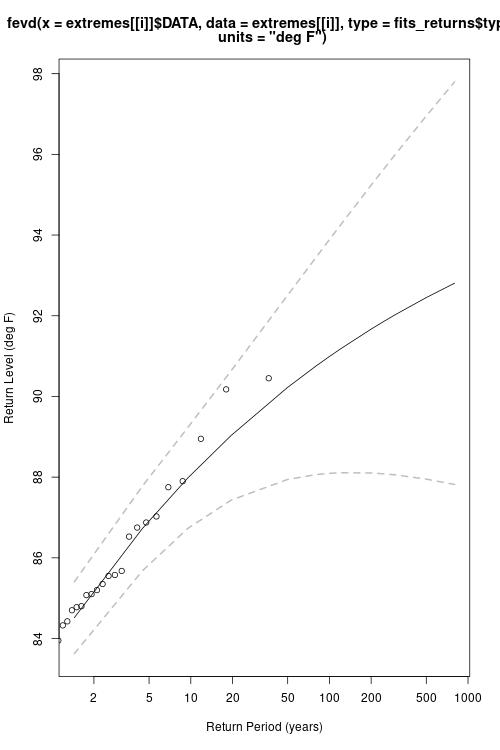 fevd(x = extremes[[i]]$DATA, data = extremes[[i]], type = fits_returns$typ
units = "deg F")
98
96
94
92
90
88
86
84
Return Level (deg F)
2 5 10 20 50 100 200 500 1000
Return Period (years)